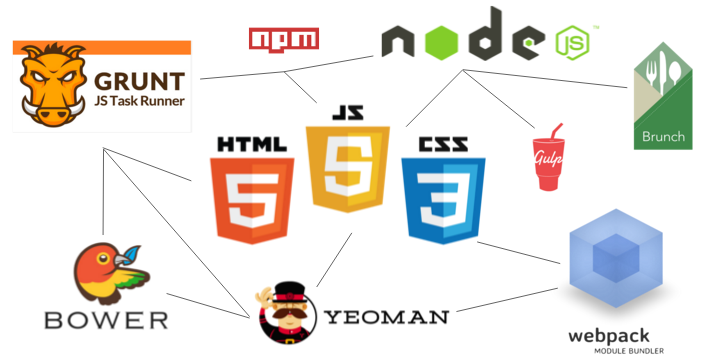 npm
node
JS
™
GRUNT
JS Task Runner
Brunch
JS
5
HTML
5
CSS
3
Gulp
BOWER
YEOMAN
webpack
MODULE BUNDLER